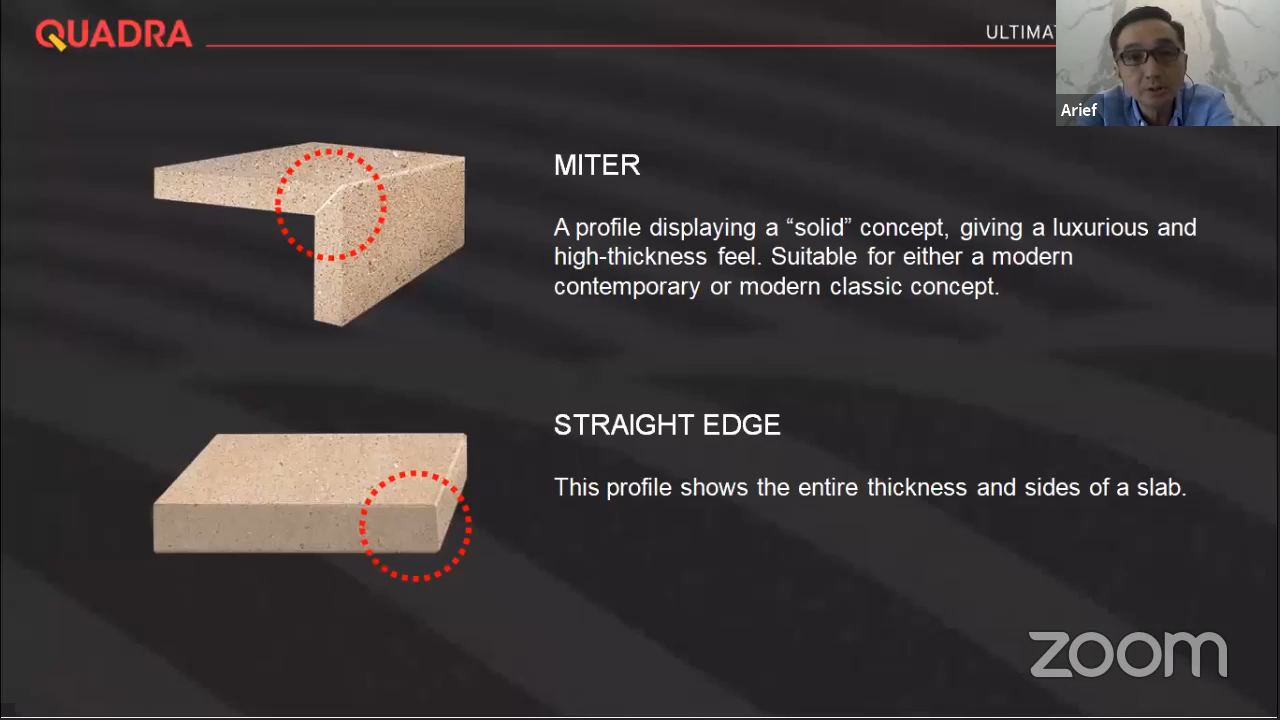 QUADRA
ULTIMAT
Arief
MITER
A profile displaying a “solid” concept, giving a luxurious and
high-thickness feel. Suitable for either a modern
contemporary or modern classic concept.
STRAIGHT EDGE
This profile shows the entire thickness and sides of a slab.
zoom